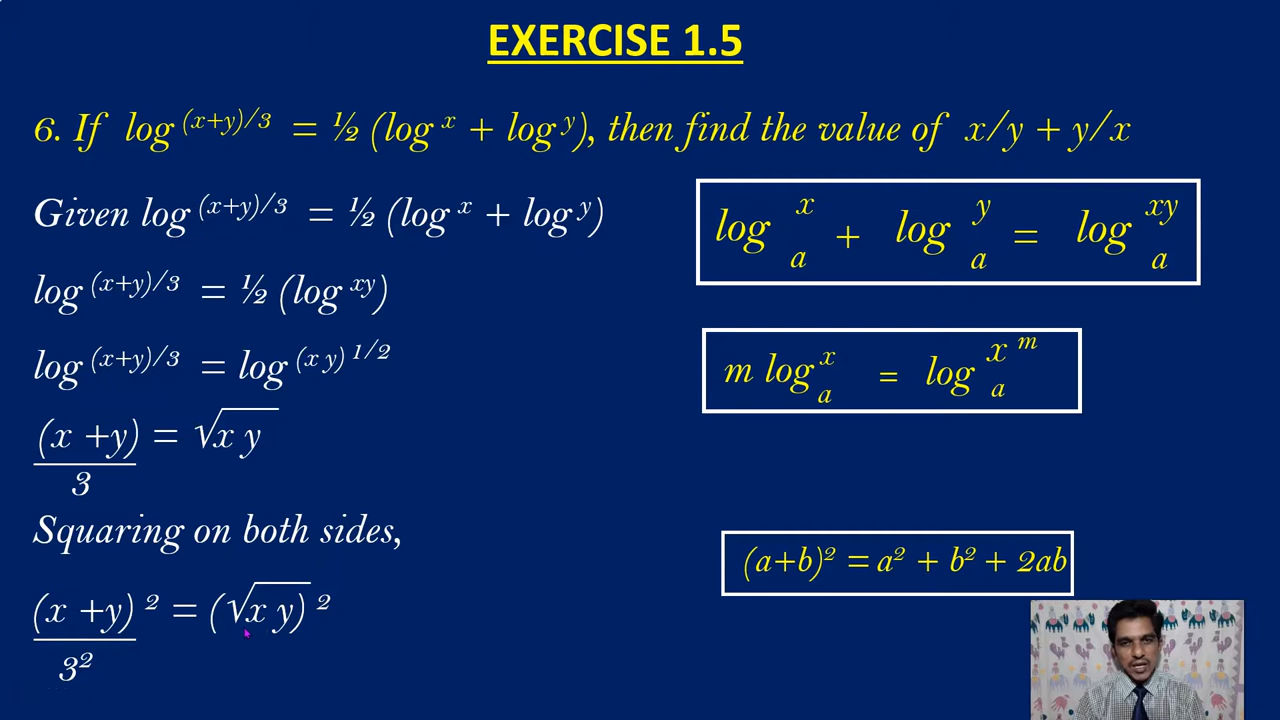 EXERCISE 1.5
6. If log (x+y)/3 = ½ (log x + log y), then find the value of x/y + y/x
Given log (x+y)/3 = ½ (log x + log y)
log x a + log y a = log xy a
log (x+y)/3 = ½ (log xy)
log (x+y)/3 = log (x y) 1/2
m log x a = log x m a
(x +y) = √x y
3
Squaring on both sides,
(a+b)² = a² + b² + 2ab
(x +y) ² = (√x y) ²
3²